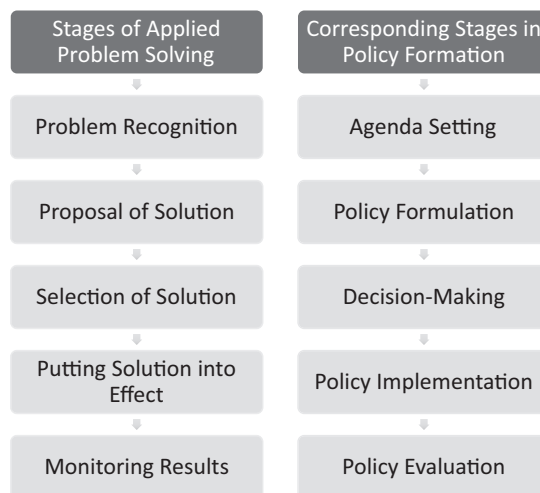 Stages of Applied
Problem Solving
Problem Recognition
Proposal of Solution
Selection of Solution
Putting Solution into
Effect
Monitoring Results
Corresponding Stages in
Policy Formation
Agenda Setting
Policy Formulation
Decision-Making
Policy Implementation
Policy Evaluation